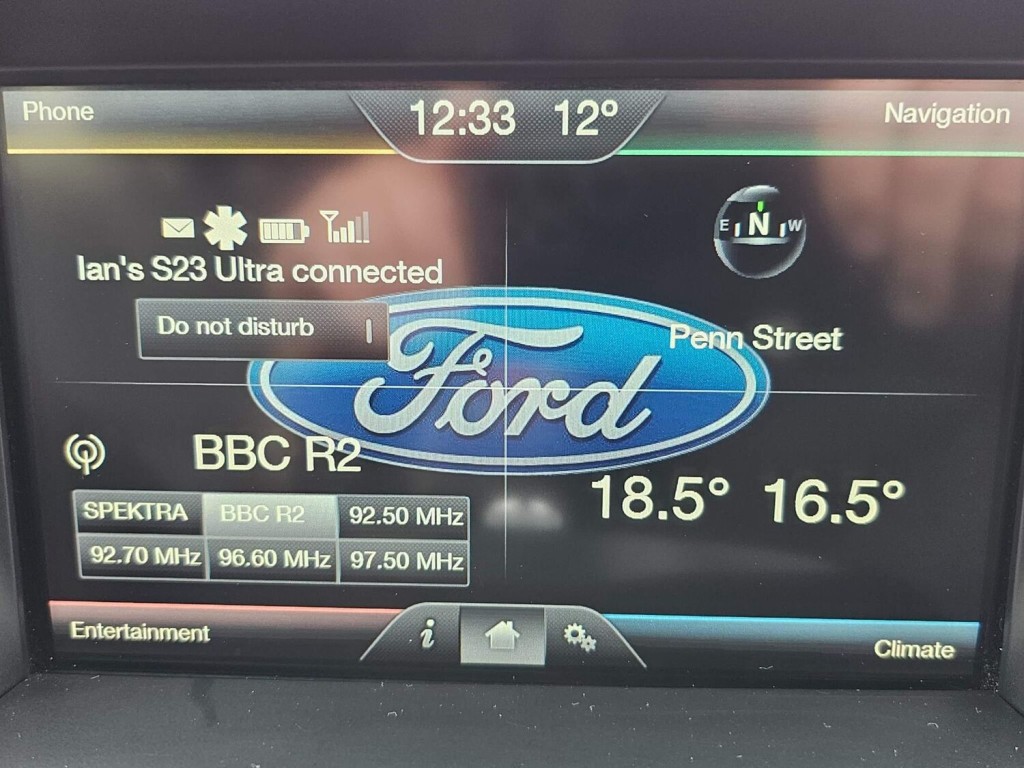 Phone
12:33 12°
Navigation
E N W
Ian's S23 Ultra connected
Do not disturb
Penn Street
Ford
BBC R2
18.5° 16.5°
SPEKTRA BBC R2 92.50 MHz
92.70 MHz 96.60 MHz 97.50 MHz
Entertainment
i
Climate